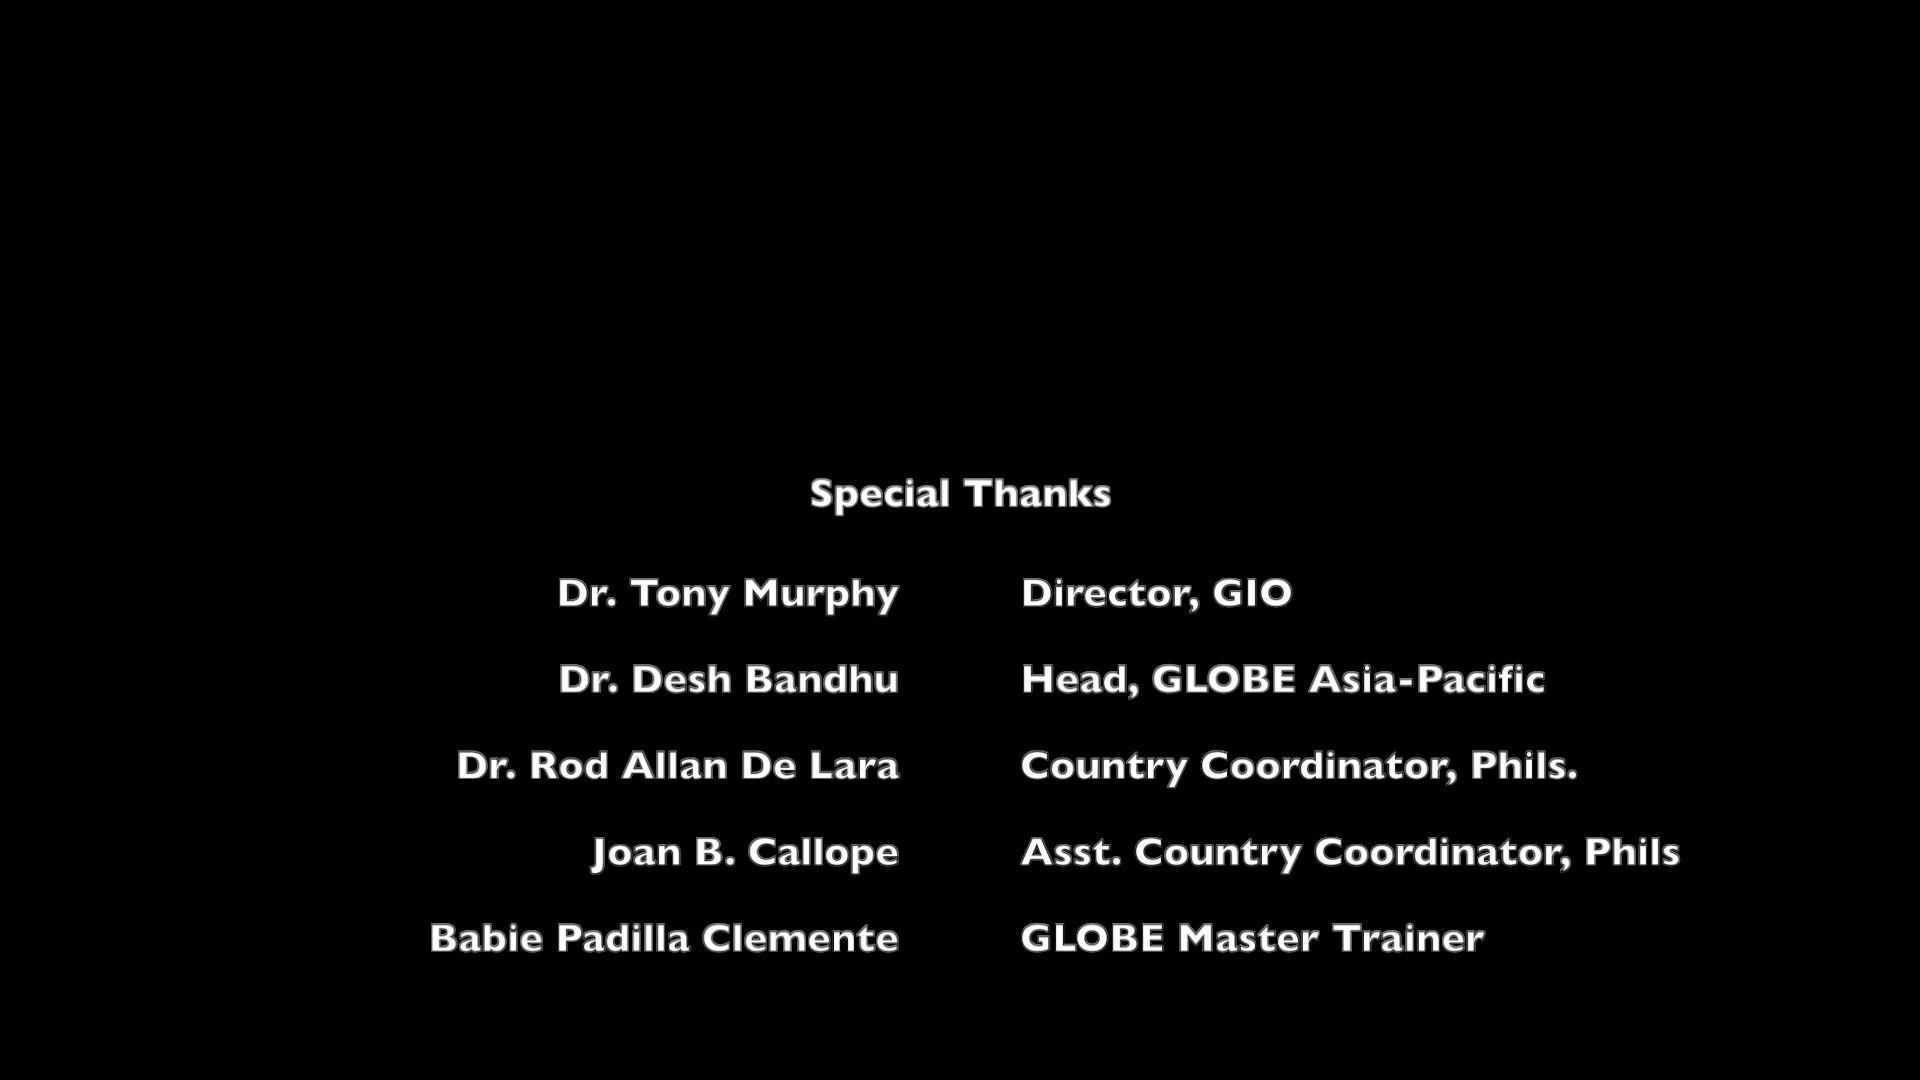 Special Thanks
Dr. Tony Murphy Director, GIO
Dr. Desh Bandhu Head, GLOBE Asia-Pacific
Dr. Rod Allan De Lara Country Coordinator, Phils.
Joan B. Callope Asst. Country Coordinator, Phils
Babie Padilla Clemente GLOBE Master Trainer